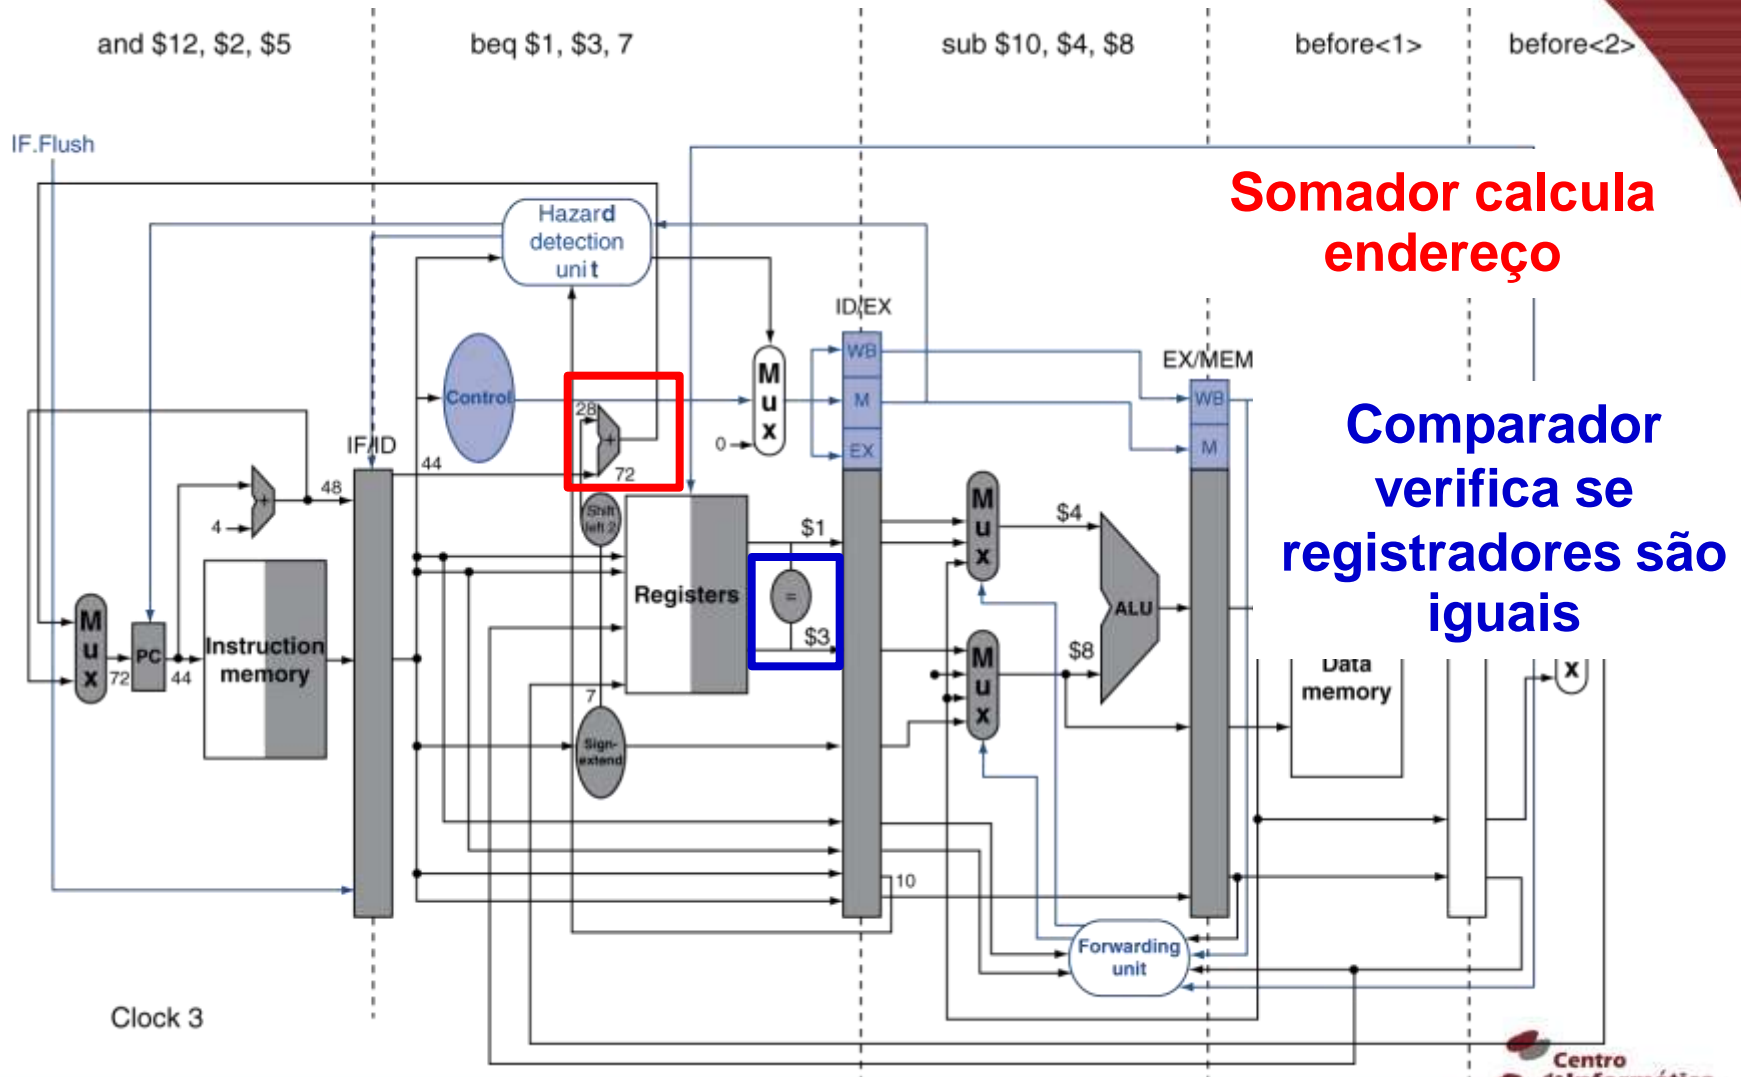 and $12, $2, $5
beq $1, $3, 7
sub $10, $4, $8
before<1>
before<2>
IF.Flush
Somador calcula
endereço
Hazard
detection
unit
ID/EX
WB
M
EX
EX/MEM
WB
M
Control
M
u
x
0
28
+
72
IF/ID
44
48
+
4
Comparador
verifica se
registradores são
iguais
Shift
left 2
$1
=
$3
Registers
M
u
x
$4
ALU
M
u
x
$8
M
u
x
72
PC
44
Instruction
memory
7
Sign-
extend
Data
memory
x
10
Forwarding
unit
Clock 3
Centro